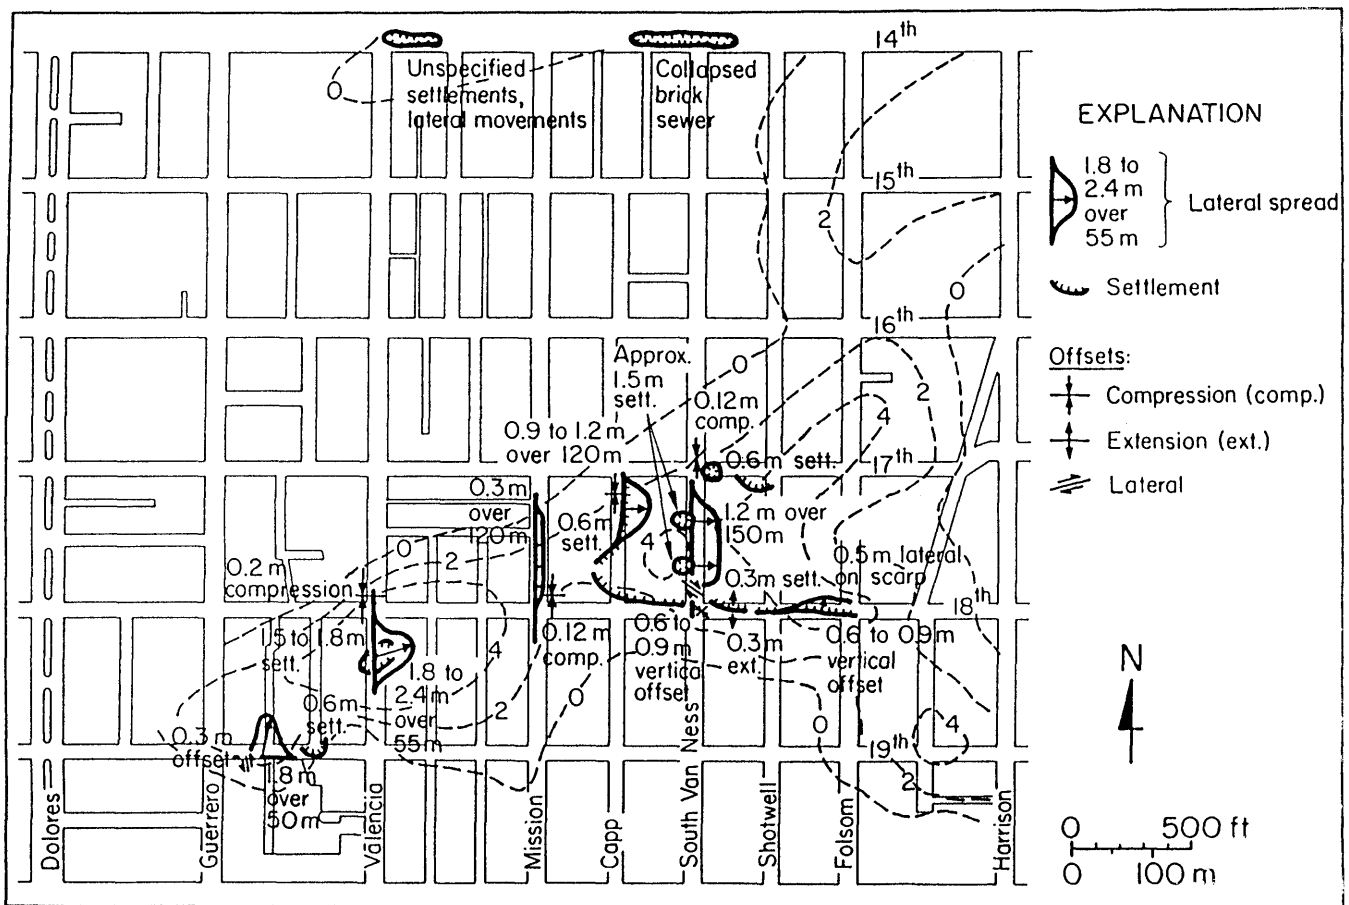 14th
Unspecified
settlements,
lateral movements
0
Collapsed
brick
sewer
EXPLANATION
1.8 to
2.4 m
over
55 m
Lateral spread
15th
2
0
Settlement
16th
Approx.
1.5 m
sett.
0
2
Offsets:
Compression (comp.)
0.12 m
comp.
4
0.9 to 1.2 m
over 120 m
Extension (ext.)
0.6 m sett.
17th
Lateral
0.3 m
over
120 m
0.6 m
sett.
1.2 m over
150 m
4
0
2
0.2 m
compression
0.5 m lateral
on scarp
0.3 m sett.
18th
1.5 to 1.8 m
sett.
4
0.12 m
comp.
0.6 to
0.9 m
vertical
offset
0.3 m
ext.
0.6 to 0.9 m
vertical
offset
N
1.8 to
2.4 m
over
55 m
0.6 m
sett.
2
0
0
4
0.3 m
offset
19th
2
1.8 m
over
50 m
Dolores
Guerrero
Valencia
Mission
Capp
South Van Ness
Shotwell
Folsom
Harrison
0 500 ft
0 100 m